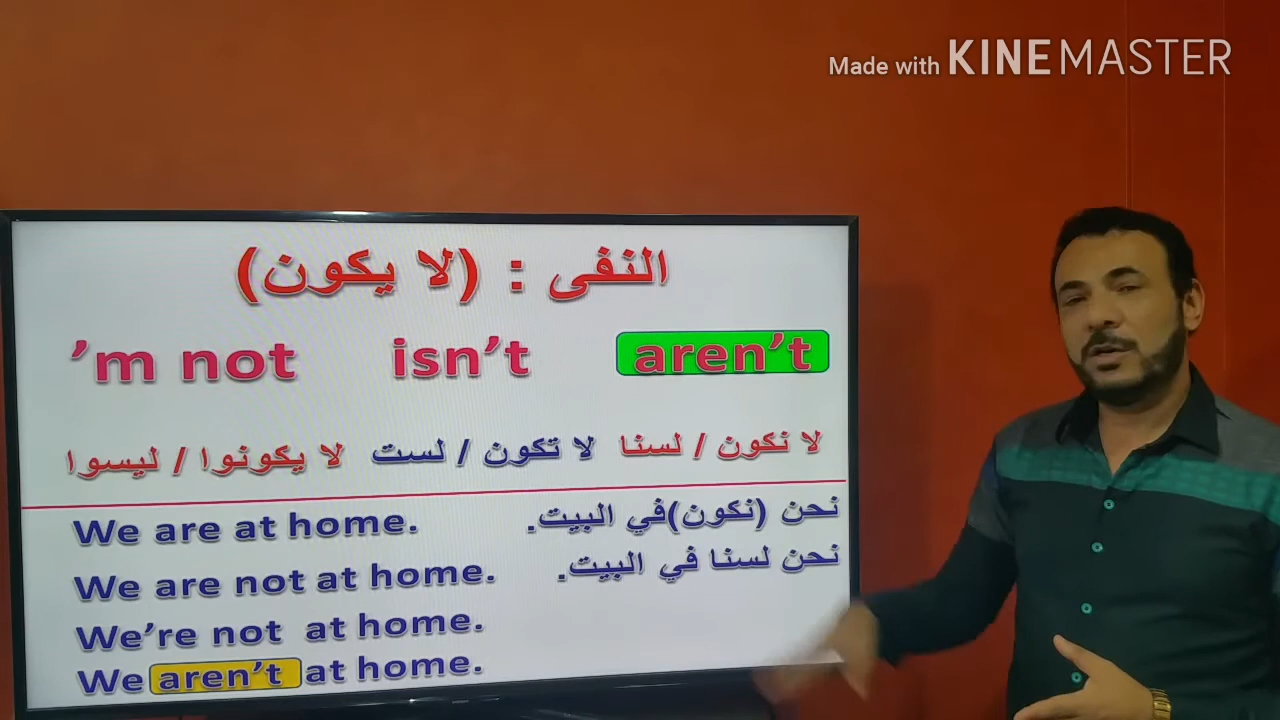 Made with KINEMASTER
النفى : (لا يكون)
’m not isn’t aren’t
لا نكون / لسنا لا تكون / لست لا يكونوا / ليسوا
We are at home. نحن (نكون)في البيت.
We are not at home. نحن لسنا في البيت.
We’re not at home.
We aren’t at home.